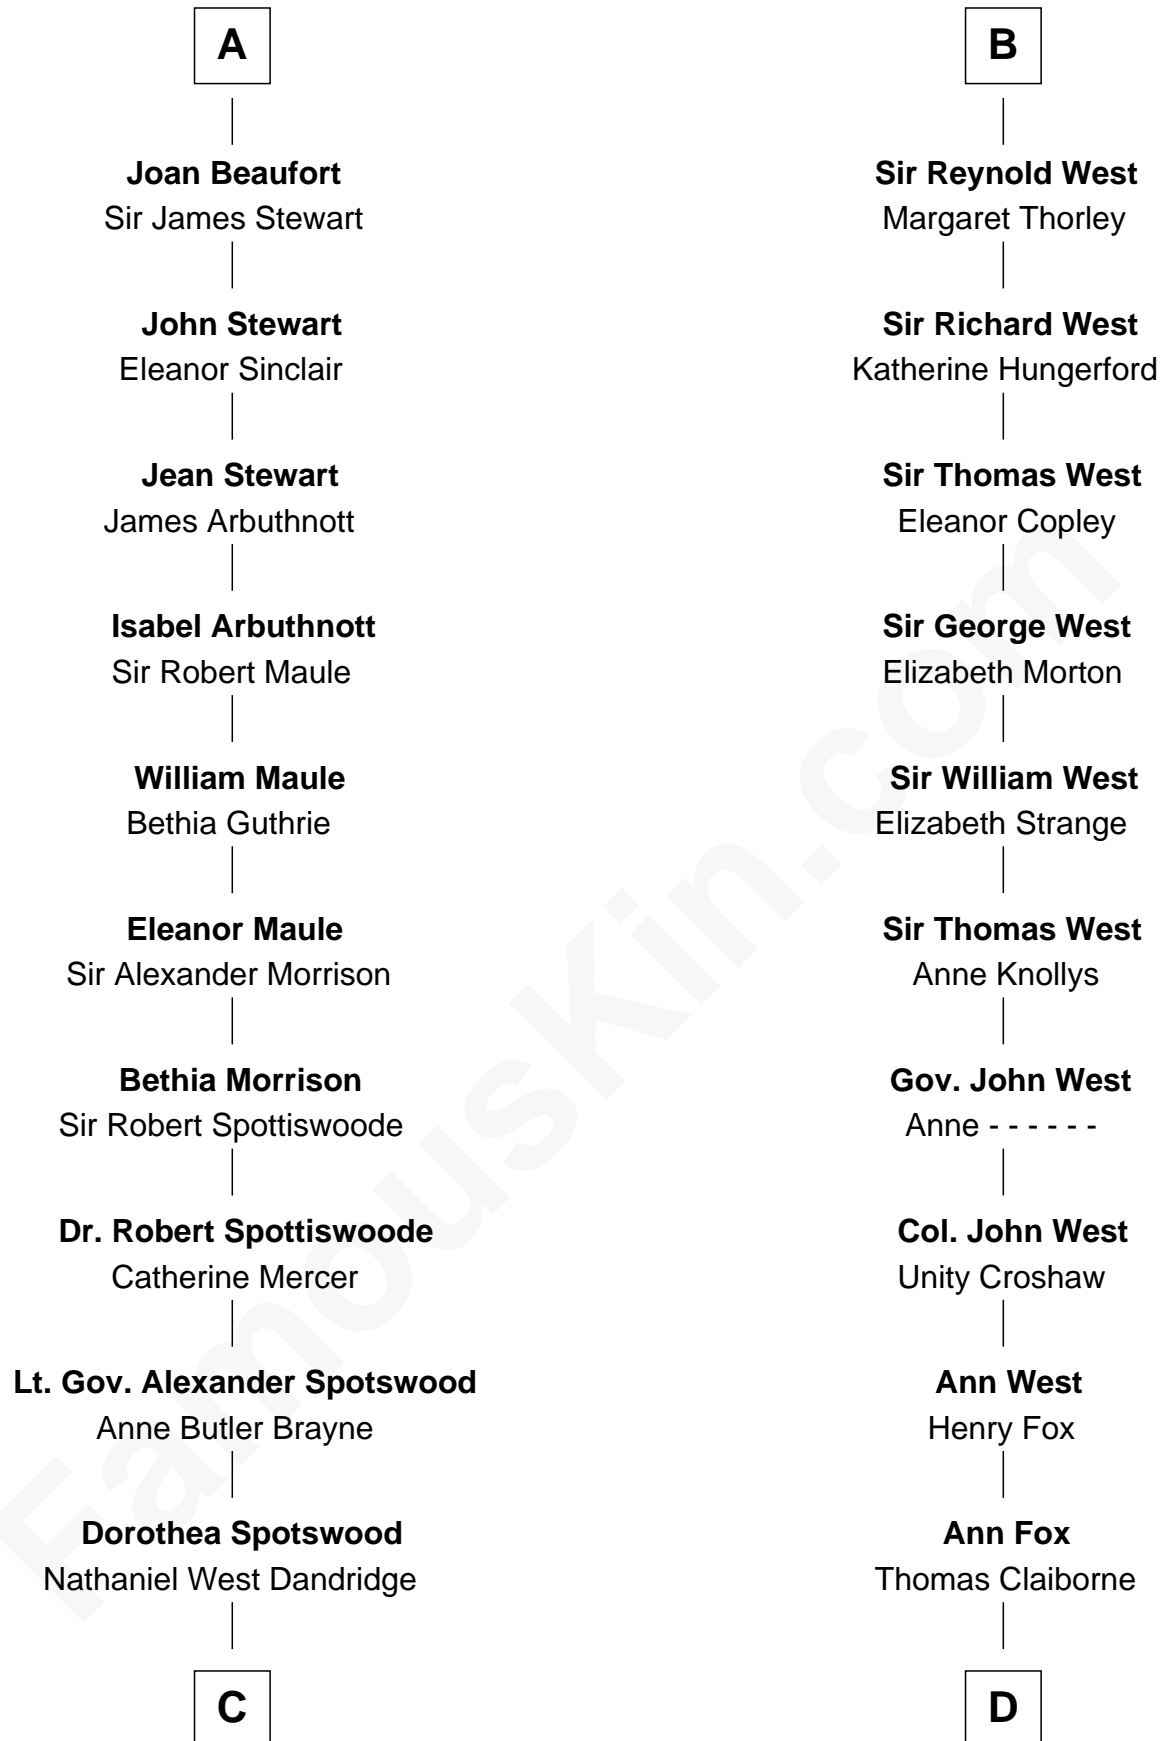 A
Joan Beaufort
Sir James Stewart
John Stewart
Eleanor Sinclair
Jean Stewart
James Arbuthnott
Isabel Arbuthnott
Sir Robert Maule
William Maule
Bethia Guthrie
Eleanor Maule
Sir Alexander Morrison
Bethia Morrison
Sir Robert Spottiswoode
Dr. Robert Spottiswoode
Catherine Mercer
Lt. Gov. Alexander Spotswood
Anne Butler Brayne
Dorothea Spotswood
Nathaniel West Dandridge
C
B
Sir Reynold West
Margaret Thorley
Sir Richard West
Katherine Hungerford
Sir Thomas West
Eleanor Copley
Sir George West
Elizabeth Morton
Sir William West
Elizabeth Strange
Sir Thomas West
Anne Knollys
Gov. John West
Anne - - - - - -
Col. John West
Unity Croshaw
Ann West
Henry Fox
Ann Fox
Thomas Claiborne
D
FamousKin.com